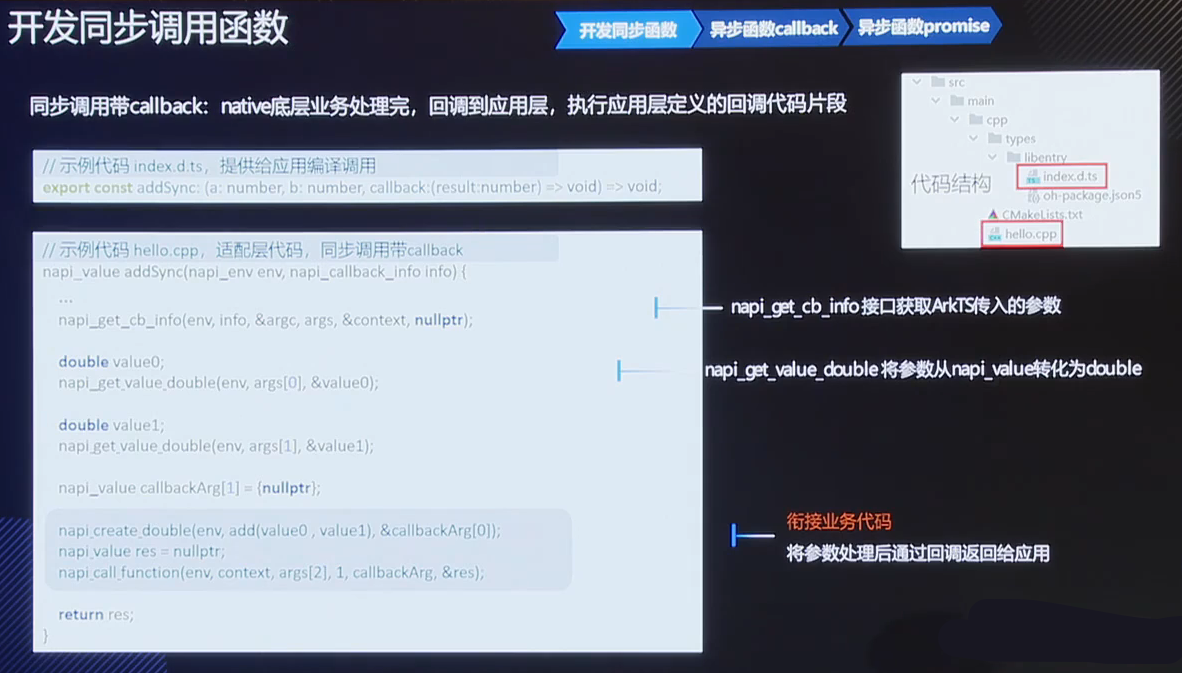 开发同步调用函数
开发同步函数
异步函数callback
异步函数promise
同步调用带callback：native底层业务处理完，回调到应用层，执行应用层定义的回调代码片段
// 示例代码 index.d.ts，提供给应用编译调用
export const addSync: (a: number, b: number, callback:(result:number) => void) => void;
src
main
cpp
types
libentry
index.d.ts
oh-package.json5
CMakeLists.txt
hello.cpp
代码结构
// 示例代码 hello.cpp，适配层代码，同步调用带callback
napi_value addSync(napi_env env, napi_callback_info info) {
...
napi_get_cb_info(env, info, &argc, args, &context, nullptr);
double value0;
napi_get_value_double(env, args[0], &value0);
double value1;
napi_get_value_double(env, args[1], &value1);
napi_value callbackArg[1] = {nullptr};
napi_create_double(env, add(value0 , value1), &callbackArg[0]);
napi_value res = nullptr;
napi_call_function(env, context, args[2], 1, callbackArg, &res);
return res;
}
napi_get_cb_info 接口获取ArkTS传入的参数
napi_get_value_double 将参数从napi_value转化为double
衔接业务代码
将参数处理后通过回调返回给应用